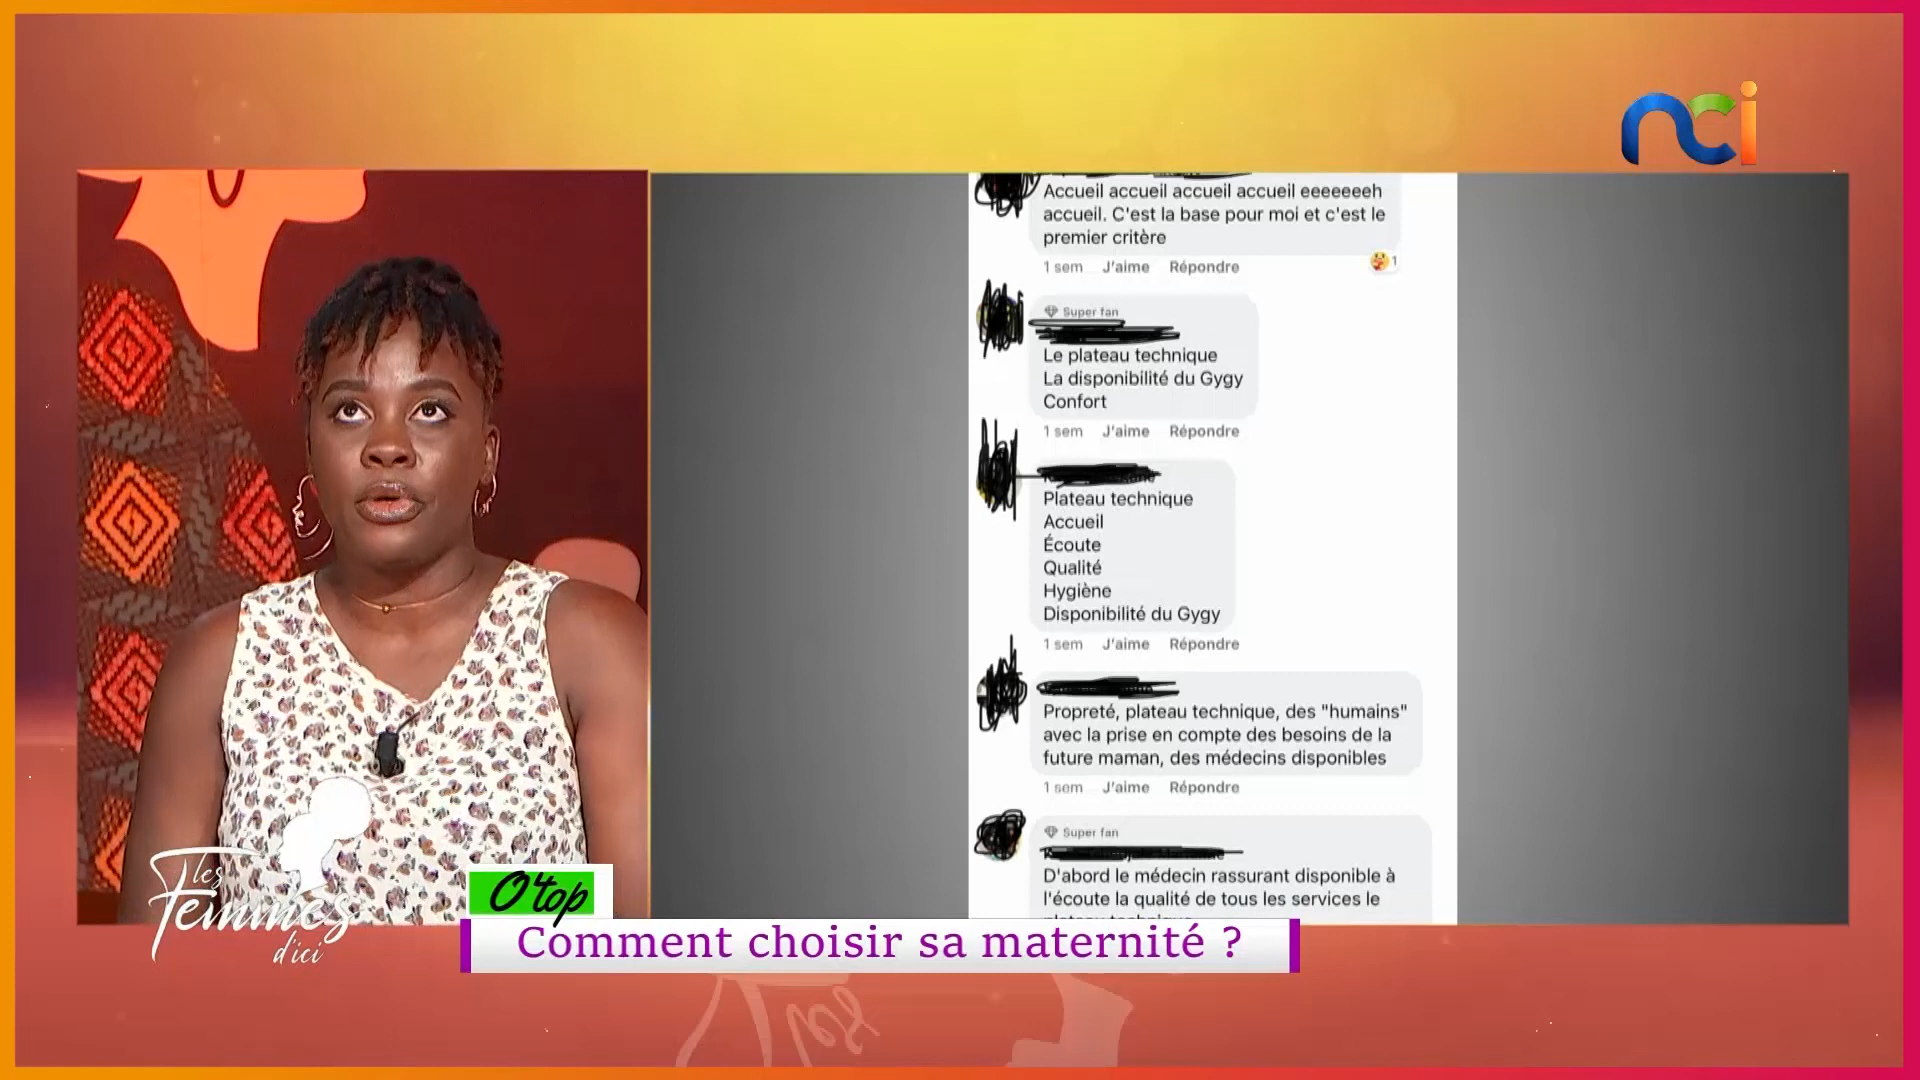 nci
Accueil accueil accueil accueil eeeeeeeh
accueil. C'est la base pour moi et c'est le
premier critère
1 sem J'aime Répondre
1
Super fan
Le plateau technique
La disponibilité du Gygy
Confort
1 sem J'aime Répondre
Plateau technique
Accueil
Écoute
Qualité
Hygiène
Disponibilité du Gygy
1 sem J'aime Répondre
Propreté, plateau technique, des "humains"
avec la prise en compte des besoins de la
future maman, des médecins disponibles
1 sem J'aime Répondre
Super fan
D'abord le médecin rassurant disponible à
l'écoute la qualité de tous les services le
plateau technique
les
Femmes
d'ici
O'top
Comment choisir sa maternité ?
les